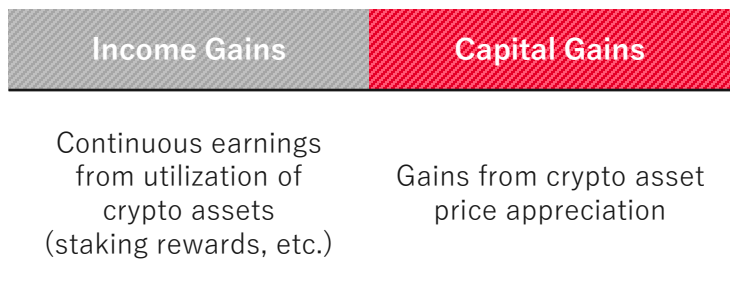 Income Gains
Capital Gains
Continuous earnings
from utilization of
crypto assets
(staking rewards, etc.)
Gains from crypto asset
price appreciation